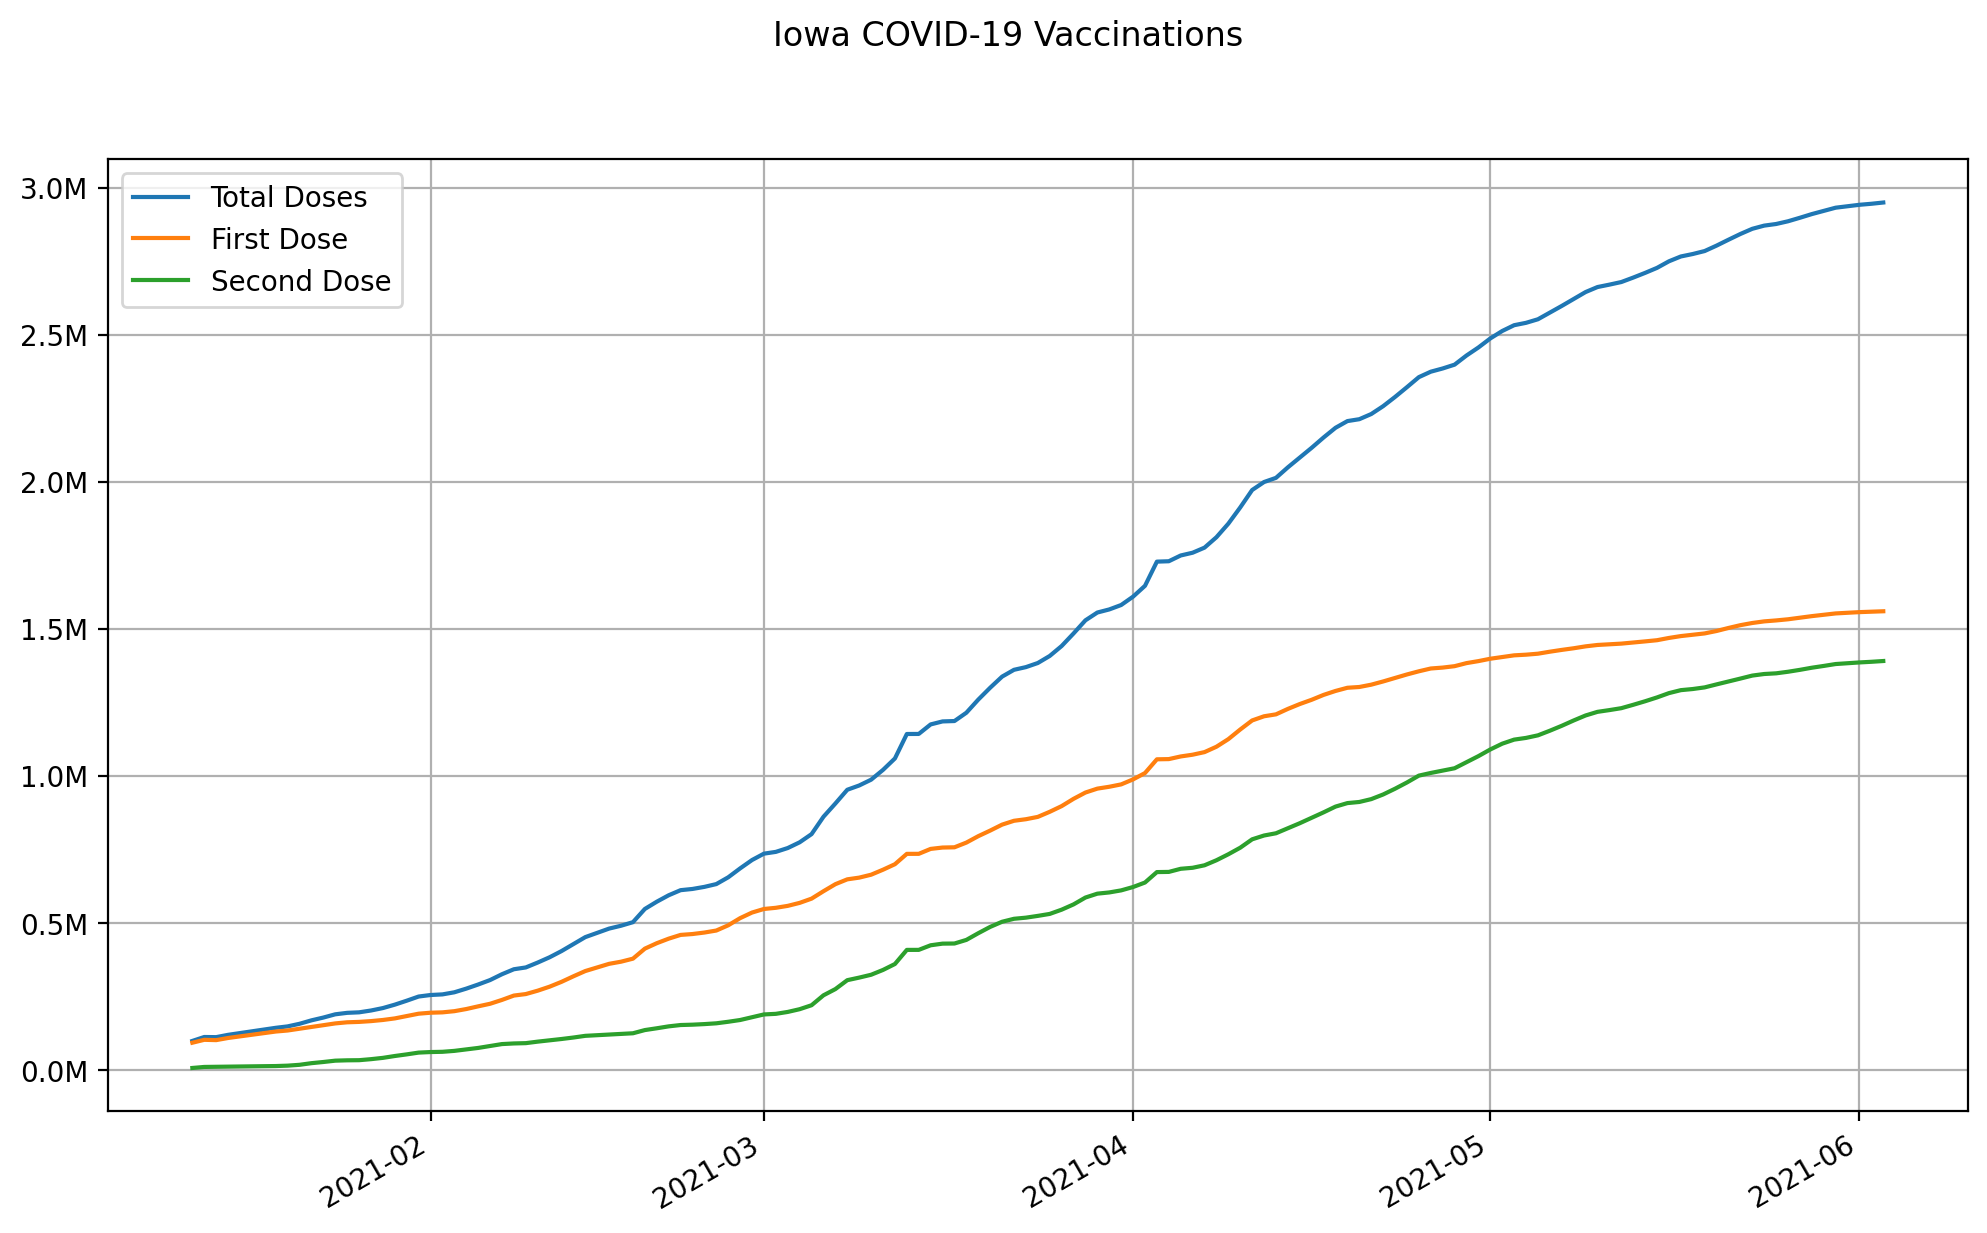 Iowa COVID-19 Vaccinations
3.0M
2.5M
2.0M
1.5M
1.0M
0.5M
0.0M
Total Doses
First Dose
Second Dose
2021-02
2021-03
2021-04
2021-05
2021-06